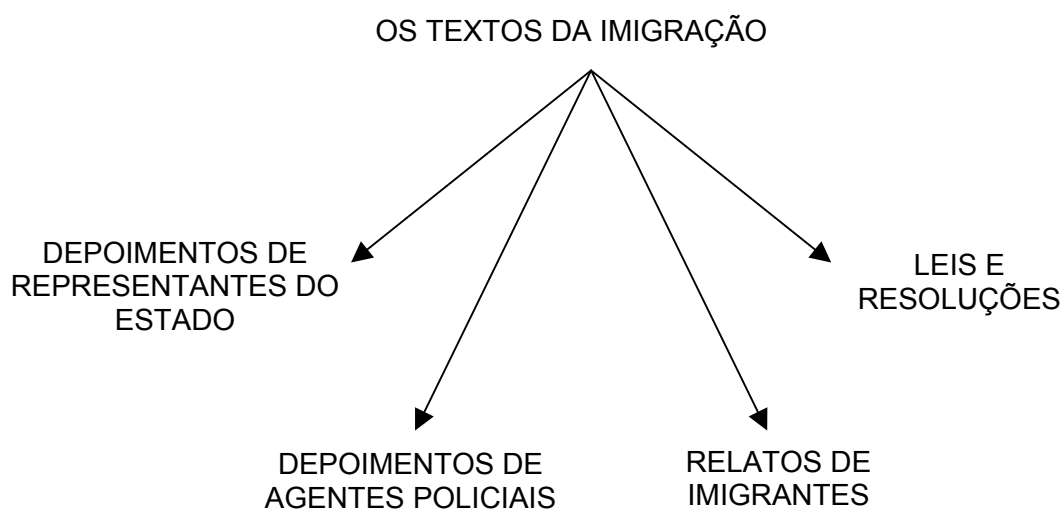 OS TEXTOS DA IMIGRAÇÃO
DEPOIMENTOS DE
REPRESENTANTES DO
ESTADO
LEIS E
RESOLUÇÕES
DEPOIMENTOS DE
AGENTES POLICIAIS
RELATOS DE
IMIGRANTES